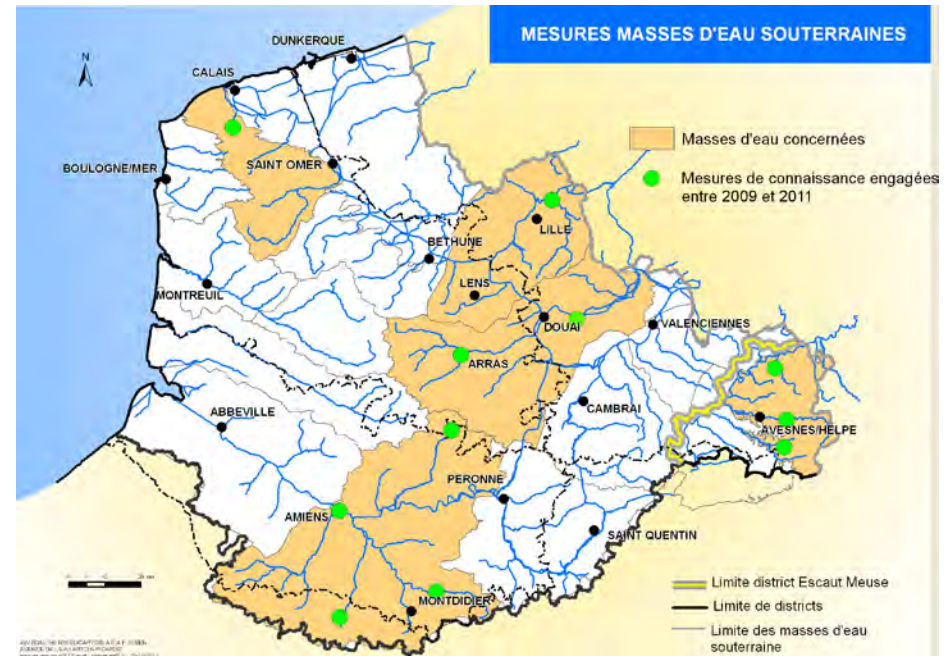 MESURES MASSES D'EAU SOUTERRAINES
N
DUNKERQUE
CALAIS
Masses d'eau concernées
SAINT OMER
BOULOGNE/MER
Mesures de connaissance engagées
entre 2009 et 2011
LILLE
BETHUNE
LENS
MONTREUIL
DOUAI
VALENCIENNES
ARRAS
CAMBRAI
ABBEVILLE
AVESNES/HELPE
PERONNE
AMIENS
SAINT QUENTIN
MONTDIDIER
Limite district Escaut Meuse
Limite de districts
Limite des masses d'eau
souterraine